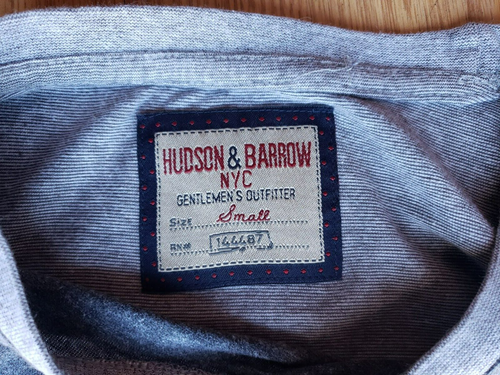 HUDSON & BARROW
NYC
GENTLEMEN'S OUTFITTER
SIZE Small
RN# 144487